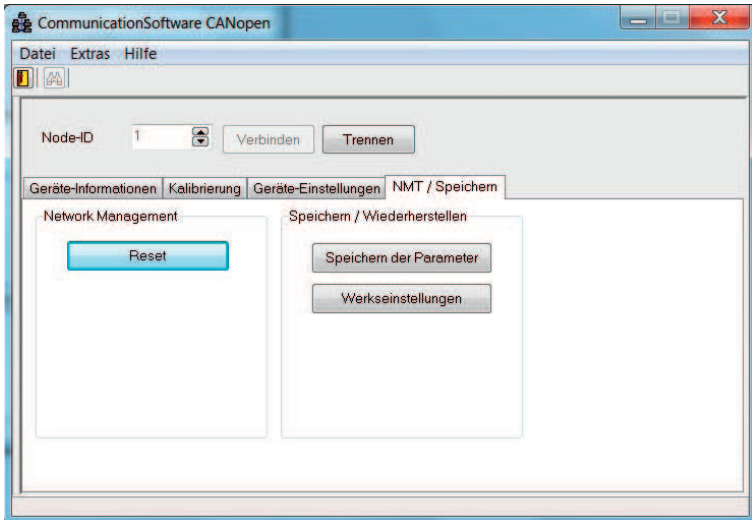 CommunicationSoftware CANopen
Datei Extras Hilfe
Node-ID 1 Verbinden Trennen
Geräte-Informationen Kalibrierung Geräte-Einstellungen NMT / Speichern
Network Management Speichern / Wiederherstellen
Reset Speichern der Parameter
Werkseinstellungen